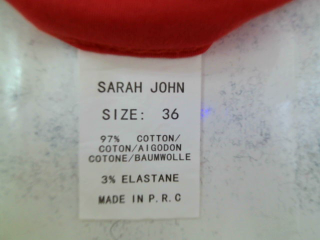 SARAH JOHN
SIZE: 36
97% COTTON/
COTON/AIGODON
COTONE/BAUMWOLLE
3% ELASTANE
MADE IN P.R.C